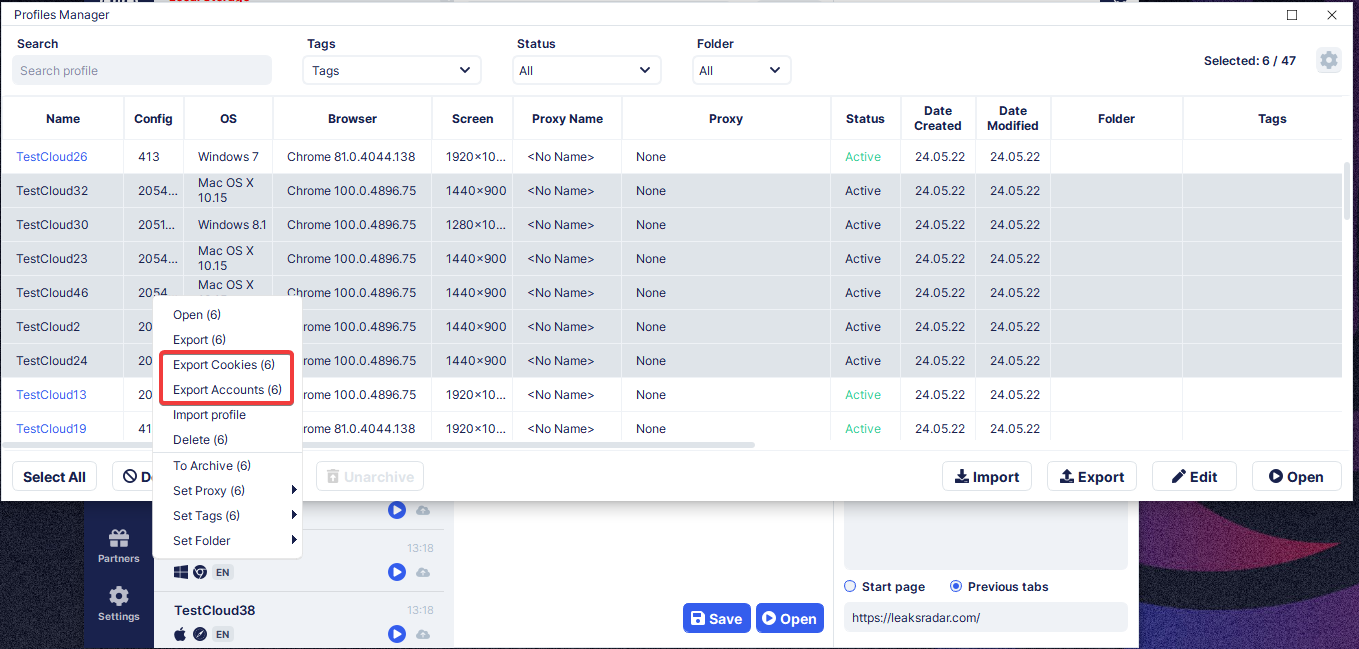 Local Storage
Profiles Manager
Search
Tags
Status
Folder
Search profile
Tags
All
All
Selected: 6 / 47
Name Config OS Browser Screen Proxy Name Proxy Status Date Created Date Modified Folder Tags
TestCloud26 413 Windows 7 Chrome 81.0.4044.138 1920×10... <No Name> None Active 24.05.22 24.05.22
TestCloud32 2054... Mac OS X 10.15 Chrome 100.0.4896.75 1440×900 <No Name> None Active 24.05.22 24.05.22
TestCloud30 2051... Windows 8.1 Chrome 100.0.4896.75 1280×10... <No Name> None Active 24.05.22 24.05.22
TestCloud23 2054... Mac OS X 10.15 Chrome 100.0.4896.75 1440×900 <No Name> None Active 24.05.22 24.05.22
TestCloud46 2054 Mac OS X Chrome 100.0.4896.75 1440×900 <No Name> None Active 24.05.22 24.05.22
TestCloud2 20 rome 100.0.4896.75 1440×900 <No Name> None Active 24.05.22 24.05.22
TestCloud24 20 rome 100.0.4896.75 1440×900 <No Name> None Active 24.05.22 24.05.22
TestCloud13 20 rome 100.0.4896.75 1920×10... <No Name> None Active 24.05.22 24.05.22
TestCloud19 41 rome 81.0.4044.138 1920×10... <No Name> None Active 24.05.22 24.05.22
Open (6)
Export (6)
Export Cookies (6)
Export Accounts (6)
Import profile
Delete (6)
To Archive (6)
Set Proxy (6)
Set Tags (6)
Set Folder
Select All
D
Unarchive
Import
Export
Edit
Open
Partners
Settings
13:18
EN
TestCloud38
13:18
EN
Save
Open
Start page
Previous tabs
https://leaksradar.com/